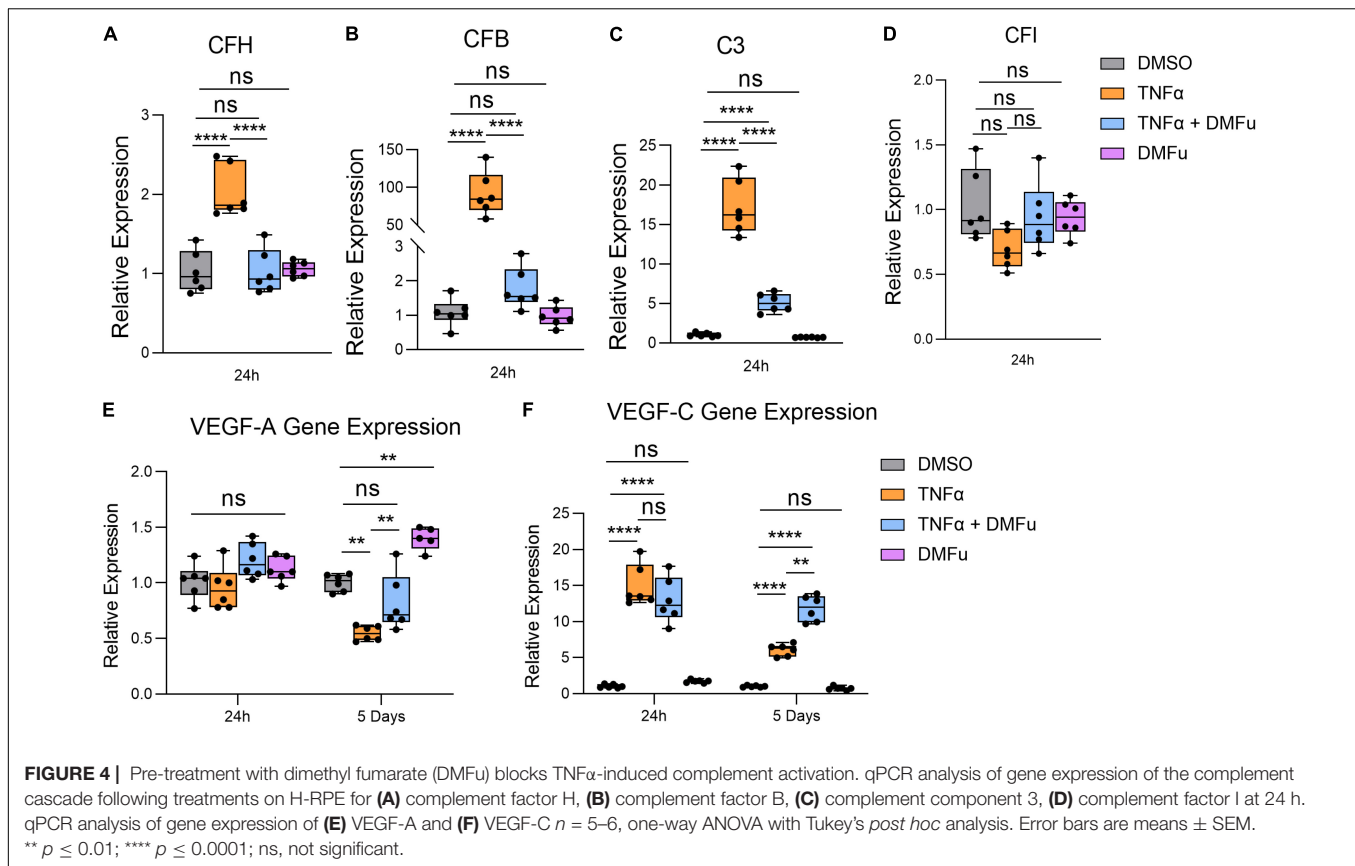 A
CFH
ns
ns
**** ****
Relative Expression
3
2
1
0
24h
B
CFB
ns
ns
**** ****
Relative Expression
150
100
50
3
2
1
0
24h
C
C3
ns
****
****
****
Relative Expression
25
20
15
10
5
0
24h
D
CFI
ns
ns
ns ns
Relative Expression
2.0
1.5
1.0
0.5
0.0
24h
DMSO
TNFα
TNFα + DMFu
DMFu
E
VEGF-A Gene Expression
ns
**
ns
**
**
Relative Expression
2.0
1.5
1.0
0.5
0.0
24h
5 Days
F
VEGF-C Gene Expression
ns
****
ns
****
ns
****
**
****
Relative Expression
30
25
20
15
10
5
0
24h
5 Days
DMSO
TNFα
TNFα + DMFu
DMFu
FIGURE 4 | Pre-treatment with dimethyl fumarate (DMFu) blocks TNFα-induced complement activation. qPCR analysis of gene expression of the complement
cascade following treatments on H-RPE for (A) complement factor H, (B) complement factor B, (C) complement component 3, (D) complement factor I at 24 h.
qPCR analysis of gene expression of (E) VEGF-A and (F) VEGF-C n = 5–6, one-way ANOVA with Tukey's post hoc analysis. Error bars are means ± SEM.
** p ≤ 0.01; **** p ≤ 0.0001; ns, not significant.